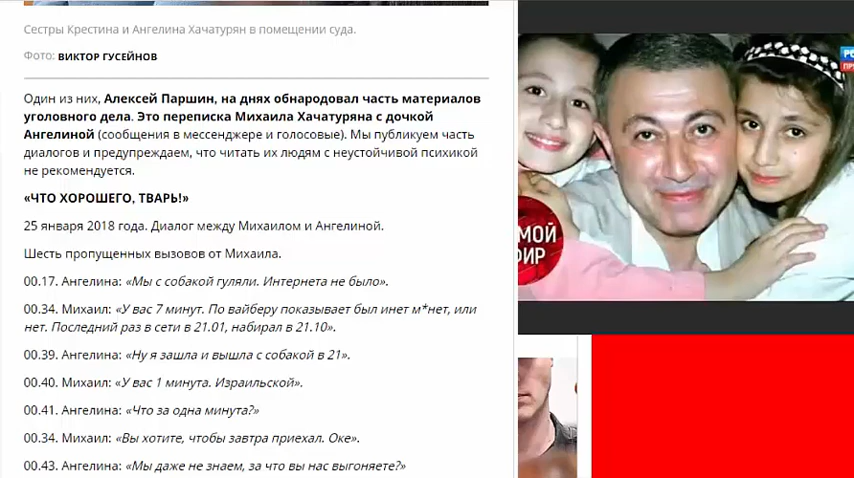 Сестры Крестина и Ангелина Хачатурян в помещении суда.
Фото: ВИКТОР ГУСЕЙНОВ
Один из них, Алексей Паршин, на днях обнародовал часть материалов
уголовного дела. Это переписка Михаила Хачатуряна с дочкой
Ангелиной (сообщения в мессенджере и голосовые). Мы публикуем часть
диалогов и предупреждаем, что читать их людям с неустойчивой психикой
не рекомендуется.
«ЧТО ХОРОШЕГО, ТВАРЬ!»
25 января 2018 года. Диалог между Михаилом и Ангелиной.
Шесть пропущенных вызовов от Михаила.
00.17. Ангелина: «Мы с собакой гуляли. Интернета не было».
00.34. Михаил: «У вас 7 минут. По вайберу показывает был инет м*нет, или
нет. Последний раз в сети в 21.01, набирал в 21.10».
00.39. Ангелина: «Ну я зашла и вышла с собакой в 21».
00.40. Михаил: «У вас 1 минута. Израильской».
00.41. Ангелина: «Что за одна минута?»
00.34. Михаил: «Вы хотите, чтобы завтра приехал. Оке».
00.43. Ангелина: «Мы даже не знаем, за что вы нас выгоняете?»
РО
ПР
МОЙ
ФИР